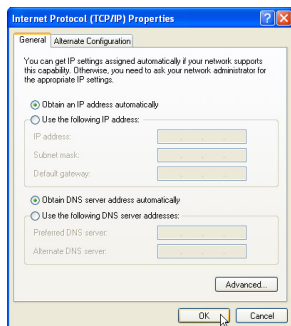 Internet Protocol (TCP/IP) Properties
General
Alternate Configuration
You can get IP settings assigned automatically if your network supports
this capability. Otherwise, you need to ask your network administrator for
the appropriate IP settings.
Obtain an IP address automatically
Use the following IP address:
IP address:
Subnet mask:
Default gateway:
Obtain DNS server address automatically
Use the following DNS server addresses:
Preferred DNS server:
Alternate DNS server:
Advanced...
OK
Cancel